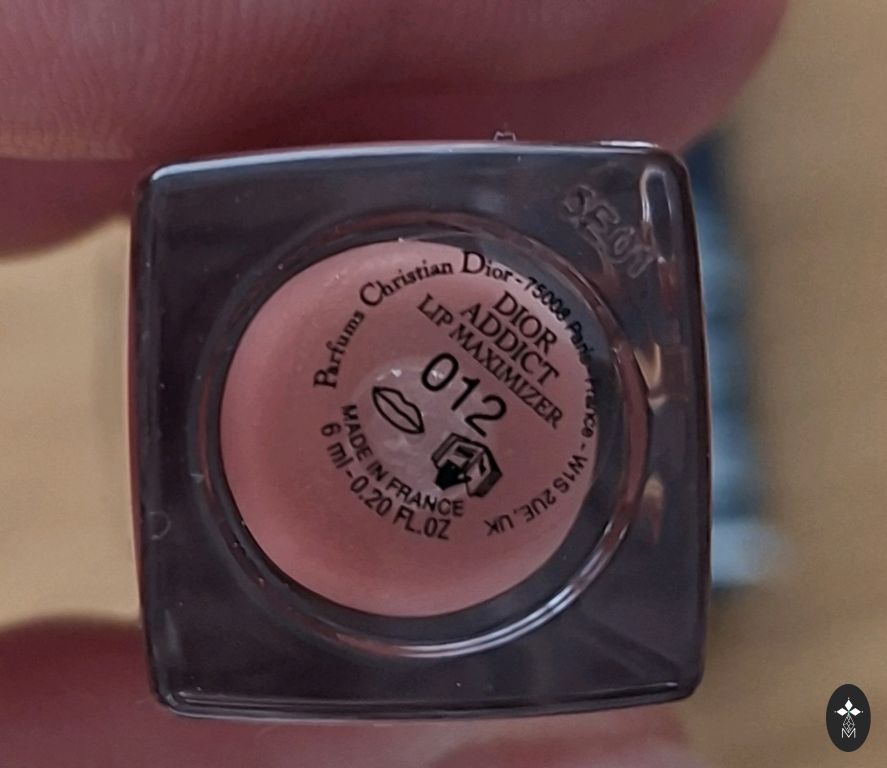 Parfums Christian Dior - 75008 Paris - France - W1S 2UE, UK
DIOR
ADDICT
LIP MAXIMIZER
012
MADE IN FRANCE
6 ml - 0.20 FL.OZ